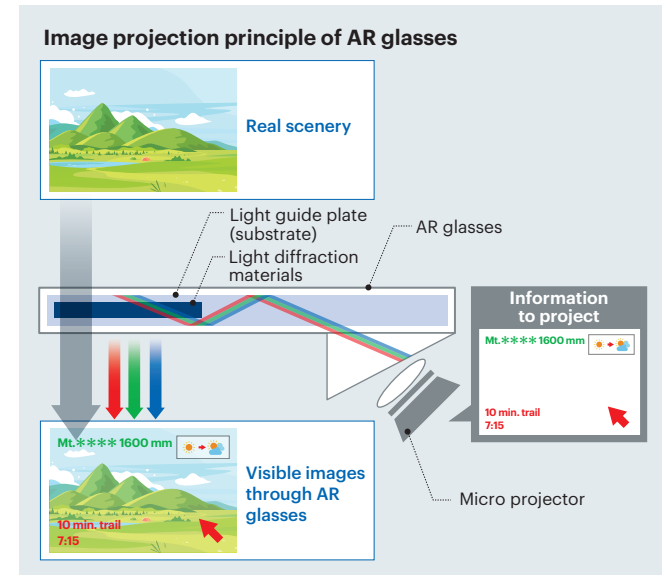 Image projection principle of AR glasses
Real scenery
Light guide plate
(substrate)
Light diffraction
materials
AR glasses
Information
to project
Mt.**** 1600 mm
10 min. trail
7:15
Mt.**** 1600 mm
10 min. trail
7:15
Visible images
through AR
glasses
Micro projector